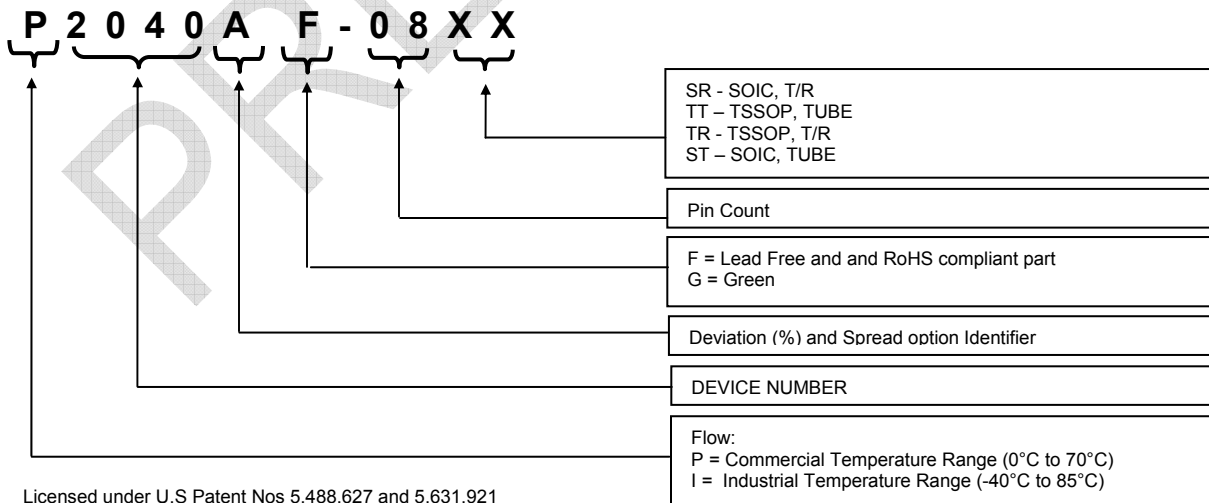 P 2 0 4 0 A F - 0 8 X X
SR - SOIC, T/R
TT – TSSOP, TUBE
TR - TSSOP, T/R
ST – SOIC, TUBE
Pin Count
F = Lead Free and and RoHS compliant part
G = Green
Deviation (%) and Spread option Identifier
DEVICE NUMBER
Flow:
P = Commercial Temperature Range (0°C to 70°C)
I = Industrial Temperature Range (-40°C to 85°C)
Licensed under U.S Patent Nos 5,488,627 and 5,631,921